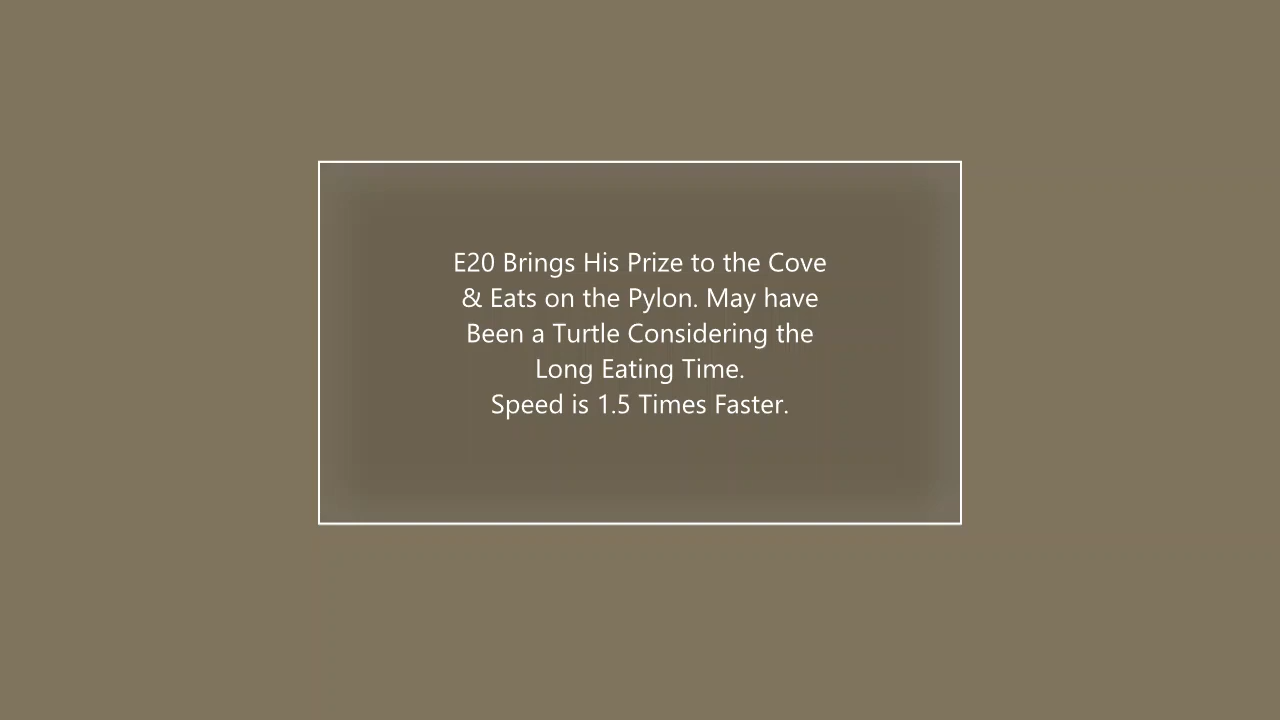 E20 Brings His Prize to the Cove
& Eats on the Pylon. May have
Been a Turtle Considering the
Long Eating Time.
Speed is 1.5 Times Faster.